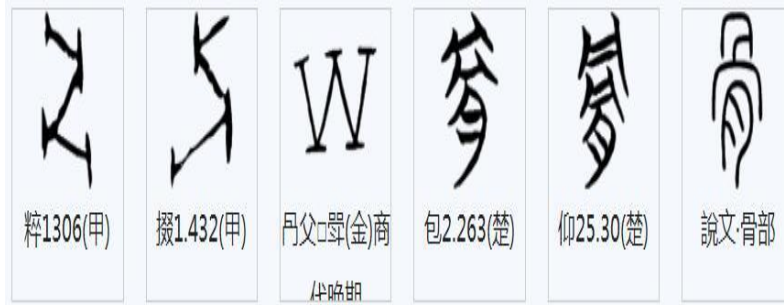 粹1306(甲)
掇1.432(甲)
冎父□斝(金)商
代晚期
包2.263(楚)
仰25.30(楚)
說文·骨部